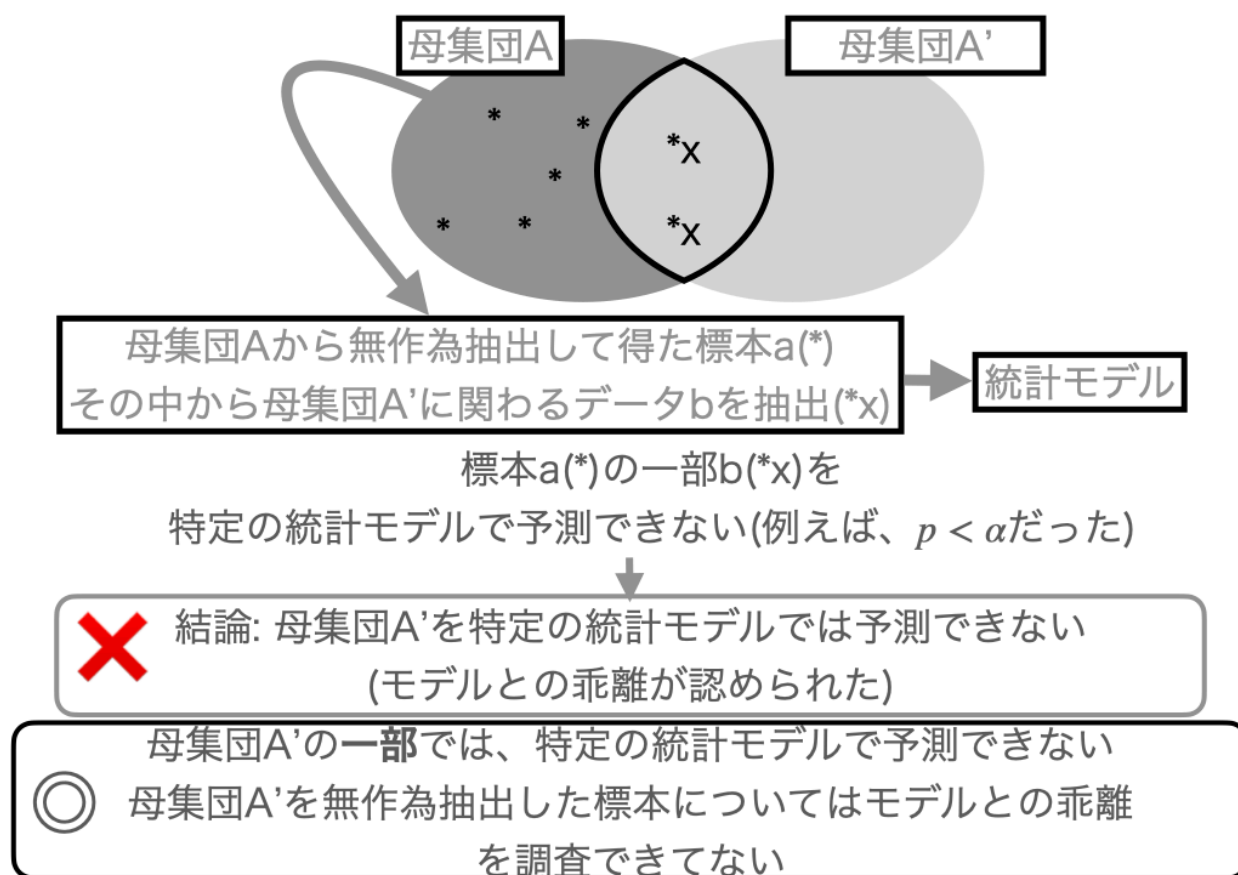 母集団A
母集団A’
*
*
*x
*
*
*
*x
母集団Aから無作為抽出して得た標本a(*)
その中から母集団A’に関わるデータbを抽出(*x)
統計モデル
標本a(*)の一部b(*x)を
特定の統計モデルで予測できない(例えば、p < αだった)
結論: 母集団A’を特定の統計モデルでは予測できない
(モデルとの乖離が認められた)
母集団A’の一部では、特定の統計モデルで予測できない
母集団A’を無作為抽出した標本についてはモデルとの乖離
を調査できてない